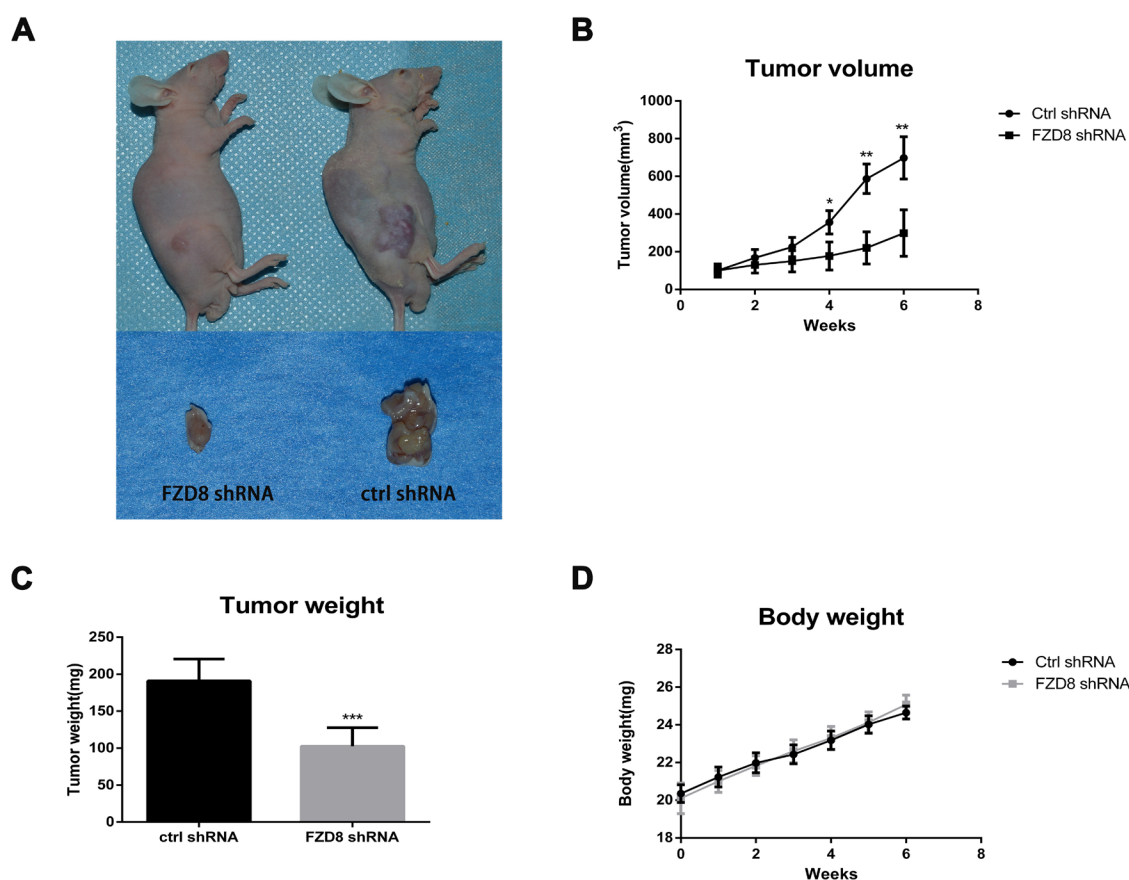 A
FZD8 shRNA
ctrl shRNA
B
Tumor volume
Tumor volume(mm³)
1000
800
600
400
200
0
*
**
**
0
2
4
6
8
Weeks
Ctrl shRNA
FZD8 shRNA
C
Tumor weight
Tumor weight(mg)
250
200
150
100
50
0
***
ctrl shRNA
FZD8 shRNA
D
Body weight
Body weight(mg)
28
26
24
22
20
18
0
2
4
6
8
Weeks
Ctrl shRNA
FZD8 shRNA